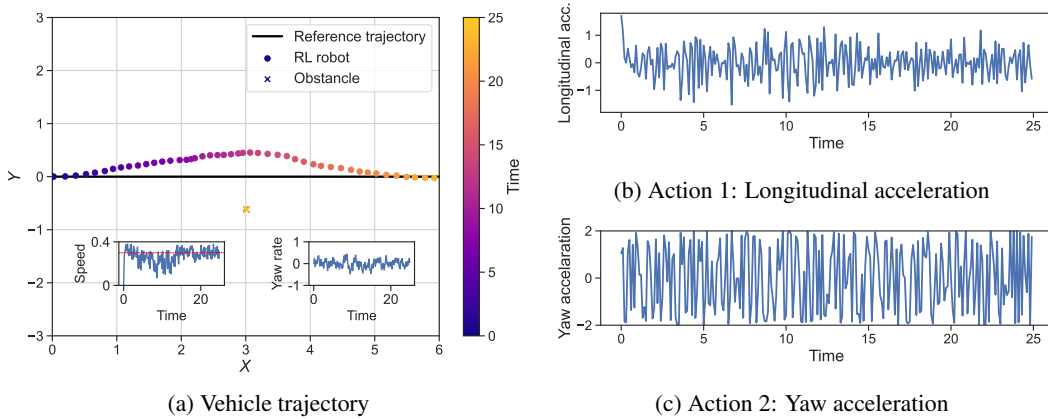 3
2
1
0
−1
−2
−3
Y
Reference trajectory
RL robot
Obstancle
0.4
0.0
Speed
0
20
Time
1
-1
Yaw rate
0
20
Time
0
1
2
3
4
5
6
X
25
20
15
10
5
0
Time
(a) Vehicle trajectory
Longitudinal acc.
1
0
−1
0
5
10
15
20
25
Time
(b) Action 1: Longitudinal acceleration
Yaw acceleration
2
0
−2
0
5
10
15
20
25
Time
(c) Action 2: Yaw acceleration